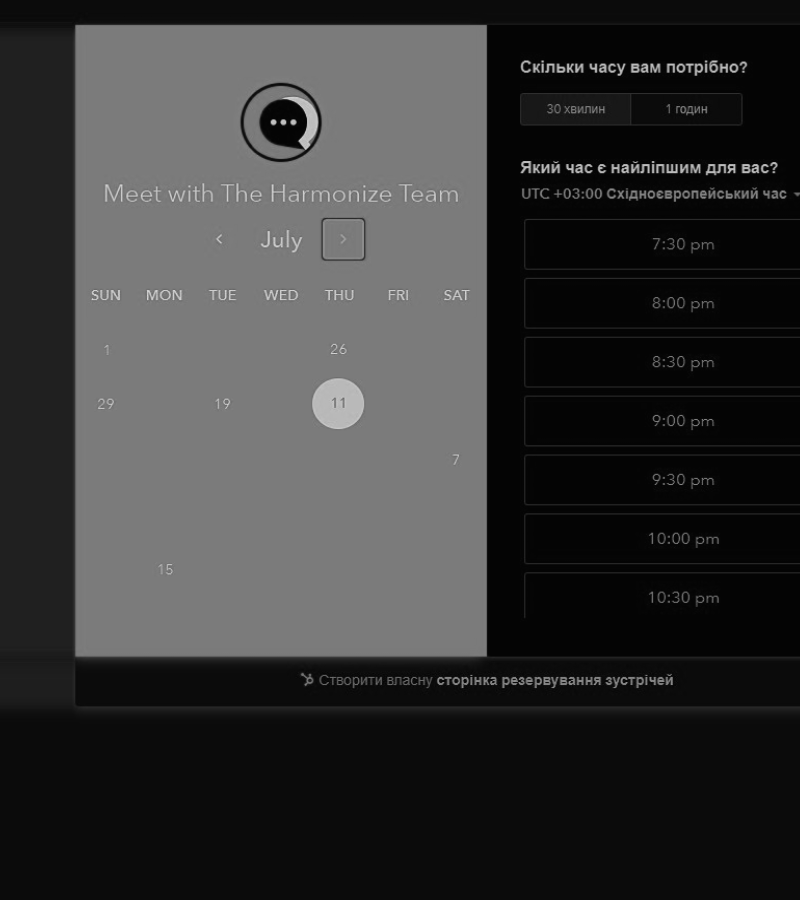 Meet with The Harmonize Team
July
SUN MON TUE WED THU FRI SAT
1 26
29 19 11
7
15
Скільки часу вам потрібно?
30 хвилин 1 годин
Який час є найліпшим для вас?
UTC +03:00 Східноєвропейський час
7:30 pm
8:00 pm
8:30 pm
9:00 pm
9:30 pm
10:00 pm
10:30 pm
Створити власну сторінка резервування зустрічей